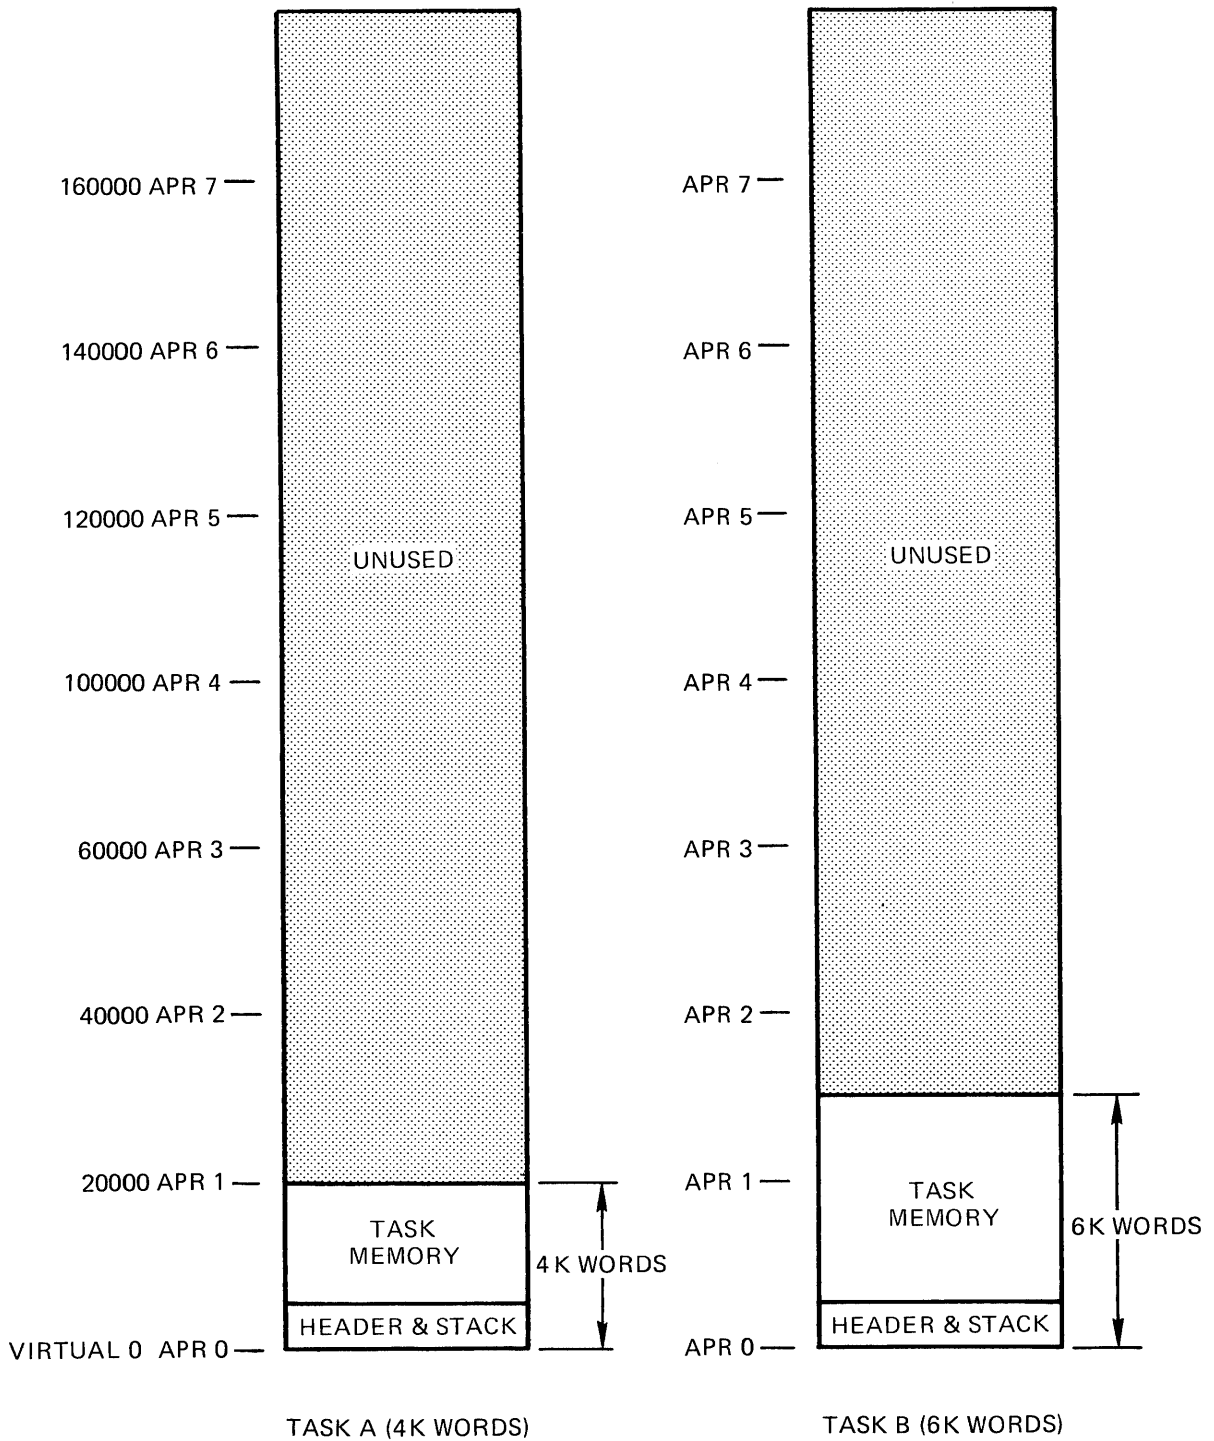 160000 APR 7
140000 APR 6
120000 APR 5
100000 APR 4
60000 APR 3
40000 APR 2
20000 APR 1
VIRTUAL 0 APR 0
UNUSED
TASK
MEMORY
HEADER & STACK
4K WORDS
TASK A (4K WORDS)
APR 7
APR 6
APR 5
APR 4
APR 3
APR 2
APR 1
APR 0
UNUSED
TASK
MEMORY
HEADER & STACK
6K WORDS
TASK B (6K WORDS)